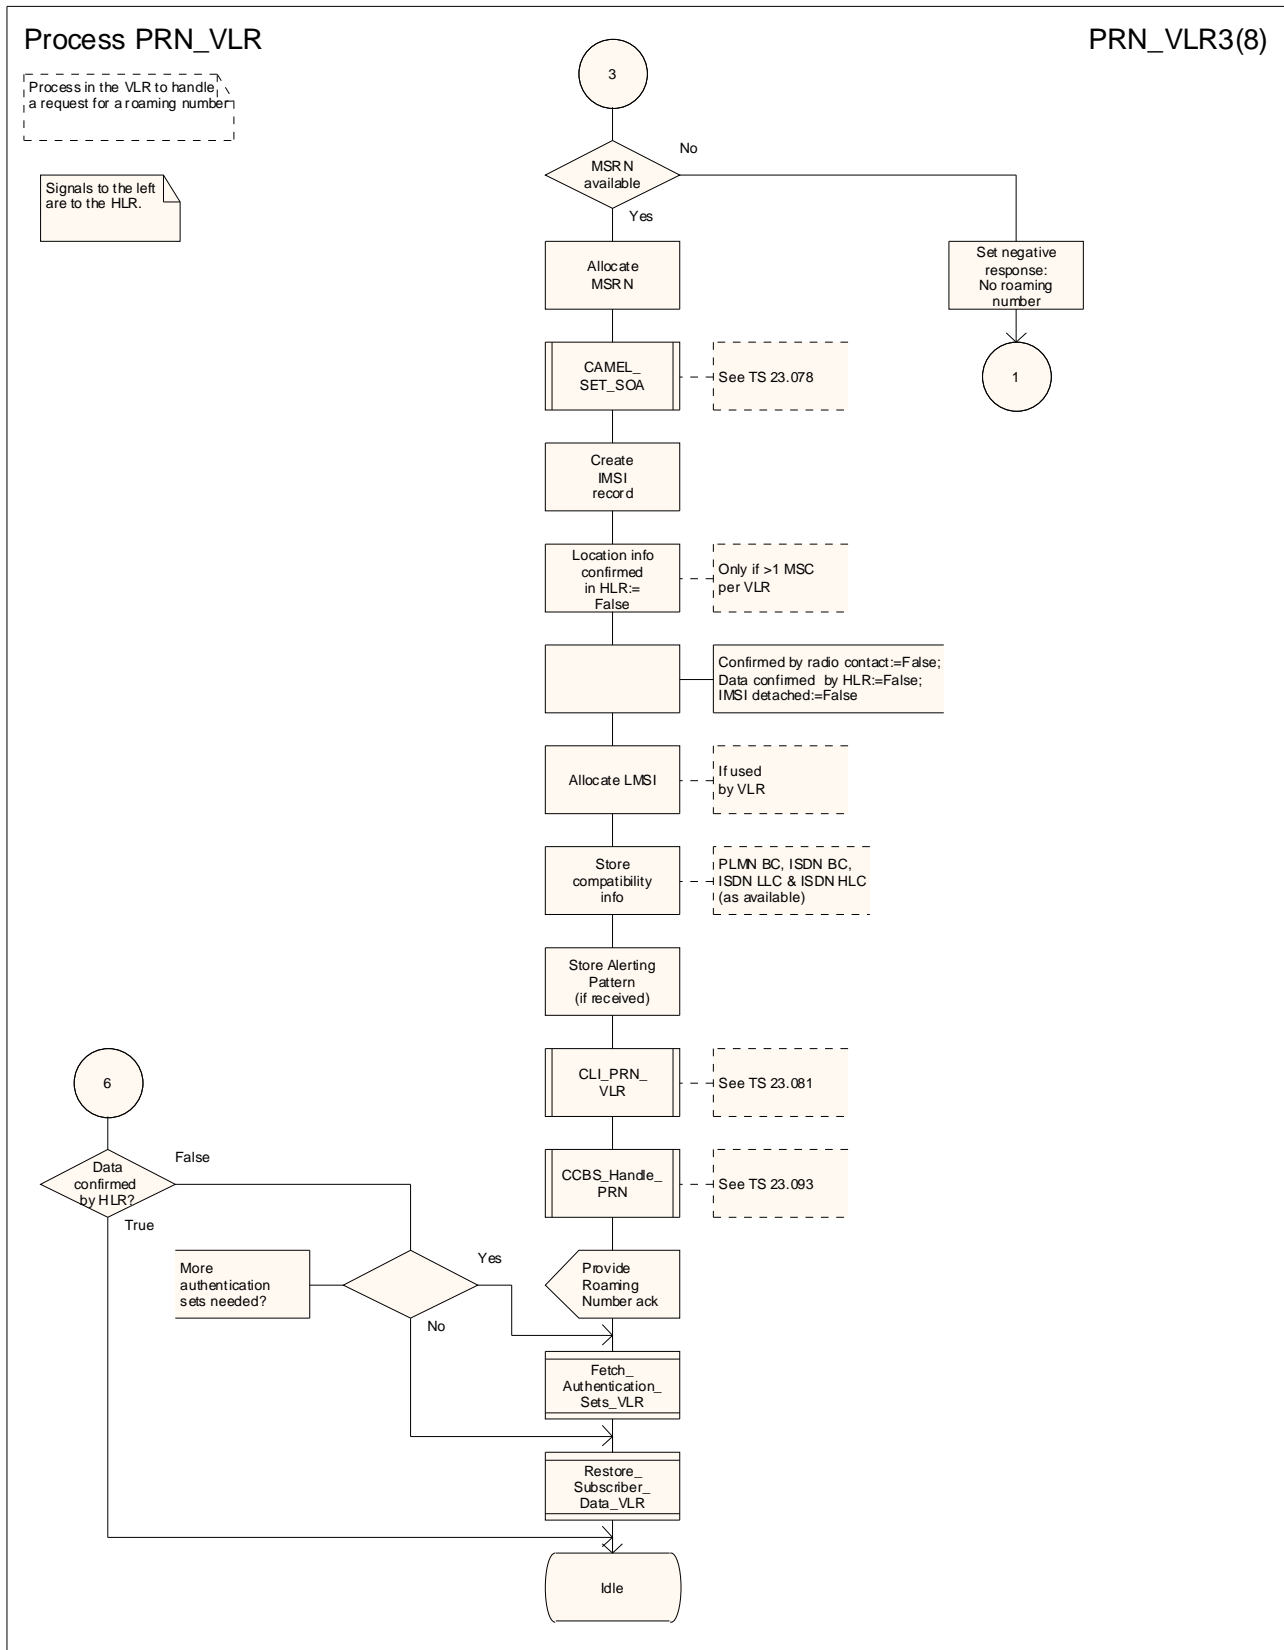 Process PRN_VLR
PRN_VLR3(8)
Process in the VLR to handle
a request for a roaming number
Signals to the left
are to the HLR.
3
MSRN
available
No
Yes
Allocate
MSRN
Set negative
response:
No roaming
number
CAMEL_
SET_SOA
See TS 23.078
1
Create
IMSI
record
Location info
confirmed
in HLR:=
False
Only if >1 MSC
per VLR
Confirmed by radio contact:=False;
Data confirmed by HLR:=False;
IMSI detached:=False
Allocate LMSI
If used
by VLR
Store
compatibility
info
PLMN BC, ISDN BC,
ISDN LLC & ISDN HLC
(as available)
Store Alerting
Pattern
(if received)
CLI_PRN_
VLR
See TS 23.081
6
Data
confirmed
by HLR?
False
True
CCBS_Handle_
PRN
See TS 23.093
More
authentication
sets needed?
Yes
No
Provide
Roaming
Number ack
Fetch_
Authentication_
Sets_VLR
Restore_
Subscriber_
Data_VLR
Idle